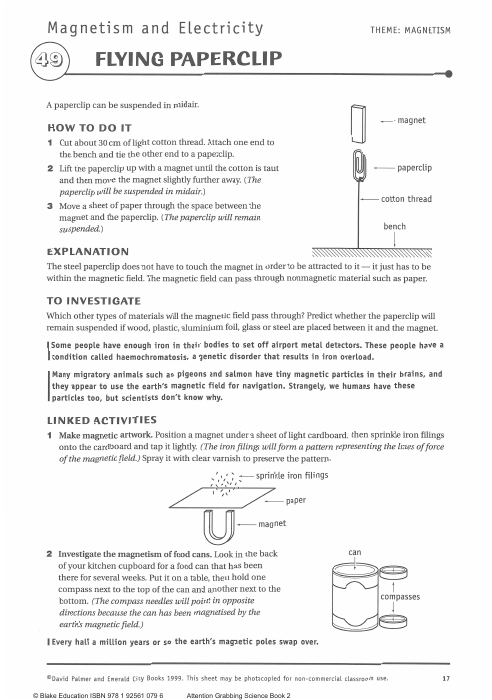 Magnetism and Electricity
THEME: MAGNETISM
49
FLYING PAPERCLIP
A paperclip can be suspended in midair.
HOW TO DO IT
1 Cut about 30 cm of light cotton thread. Attach one end to
the bench and tie the other end to a paperclip.
2 Lift the paperclip up with a magnet until the cotton is taut
and then move the magnet slightly further away. (The
paperclip will be suspended in midair.)
3 Move a sheet of paper through the space between the
magnet and the paperclip. (The paperclip will remain
suspended.)
magnet
paperclip
cotton thread
bench
EXPLANATION
The steel paperclip does not have to touch the magnet in order to be attracted to it — it just has to be
within the magnetic field. The magnetic field can pass through nonmagnetic material such as paper.
TO INVESTIGATE
Which other types of materials will the magnetic field pass through? Predict whether the paperclip will
remain suspended if wood, plastic, aluminium foil, glass or steel are placed between it and the magnet.
Some people have enough iron in their bodies to set off airport metal detectors. These people have a
condition called haemochromatosis, a genetic disorder that results in iron overload.
Many migratory animals such as pigeons and salmon have tiny magnetic particles in their brains, and
they appear to use the earth's magnetic field for navigation. Strangely, we humans have these
particles too, but scientists don't know why.
LINKED ACTIVITIES
1 Make magnetic artwork. Position a magnet under a sheet of light cardboard, then sprinkle iron filings
onto the cardboard and tap it lightly. (The iron filings will form a pattern representing the lines of force
of the magnetic field.) Spray it with clear varnish to preserve the pattern.
sprinkle iron filings
paper
magnet
2 Investigate the magnetism of food cans. Look in the back
of your kitchen cupboard for a food can that has been
there for several weeks. Put it on a table, then hold one
compass next to the top of the can and another next to the
bottom. (The compass needles will point in opposite
directions because the can has been magnetised by the
earth's magnetic field.)
can
compasses
Every half a million years or so the earth's magnetic poles swap over.
©David Palmer and Emerald City Books 1999. This sheet may be photocopied for non-commercial classroom use.
17
© Blake Education ISBN 978 1 92561 079 6
Attention Grabbing Science Book 2